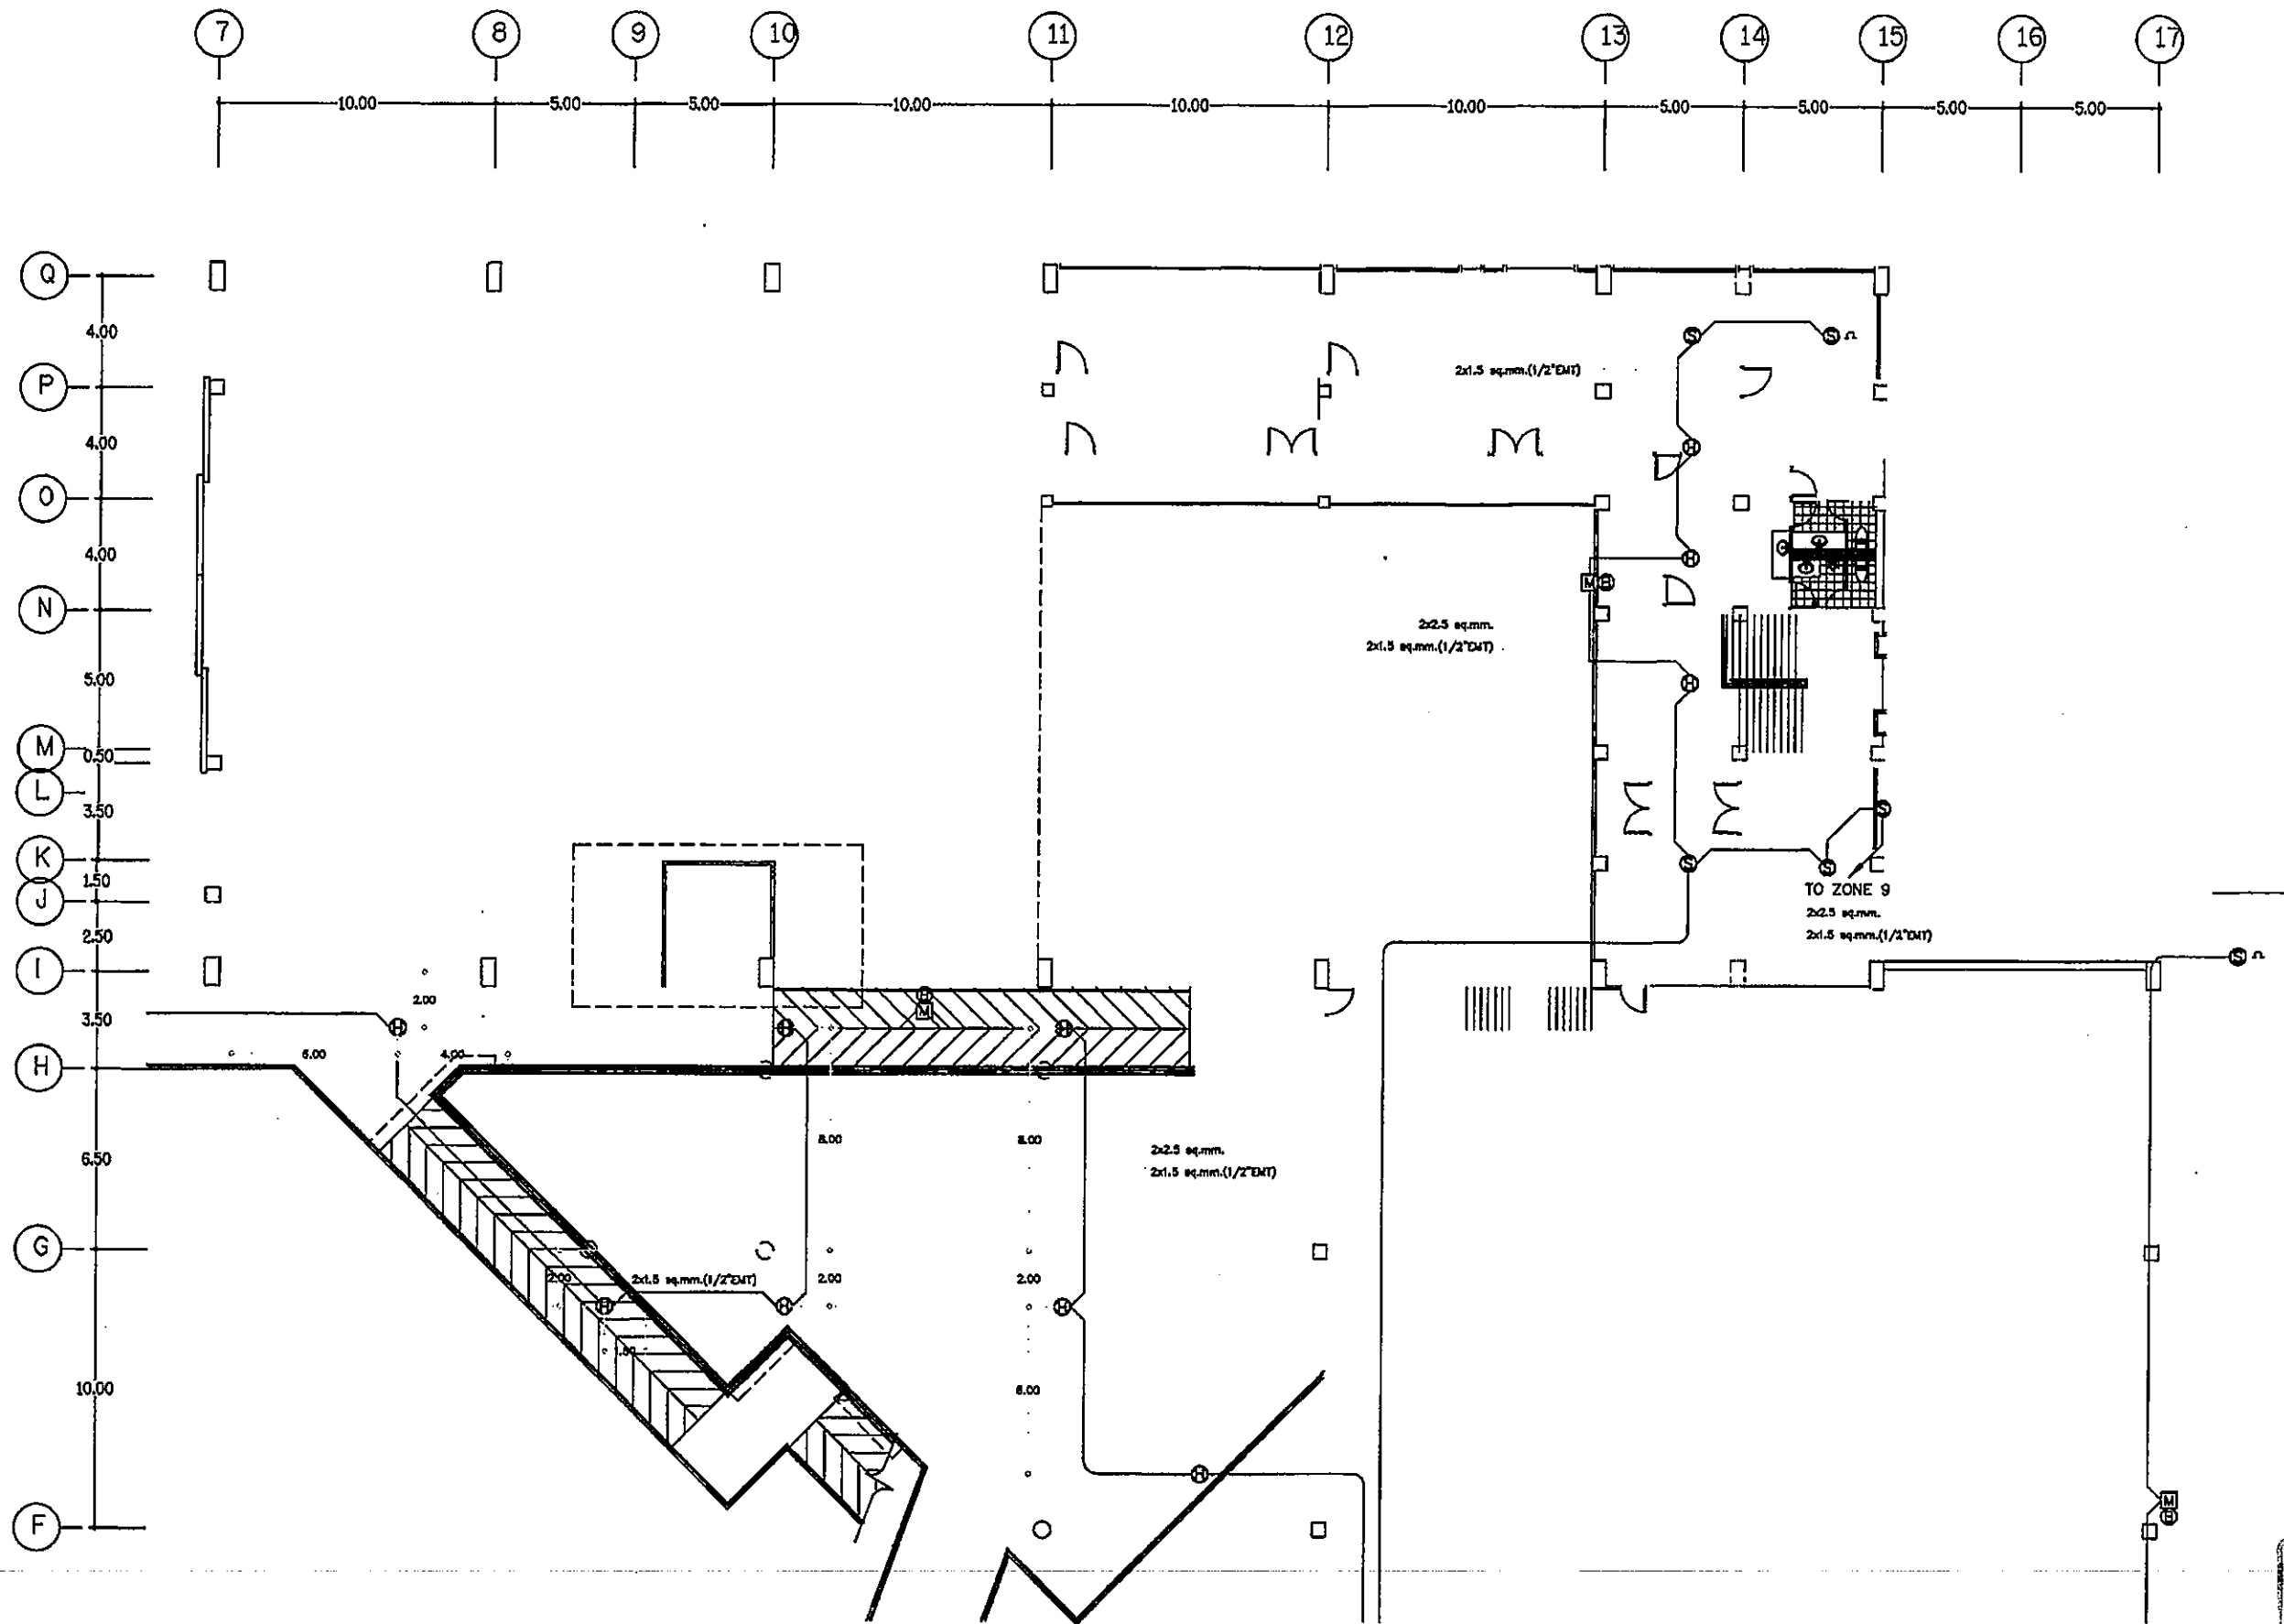 7 8 9 10 11 12 13 14 15 16 17
10.00 5.00 5.00 10.00 10.00 10.00 5.00 5.00 5.00 5.00
Q
4.00
S S
P
2x1.5 sq.mm.(1/2"EMT)
4.00
H
O
4.00
H
M H
N
2x2.5 sq.mm.
2x1.5 sq.mm.(1/2"EMT)
5.00
H
M
0.50
L
3.50
S
K
S S
1.50
J
TO ZONE 9
2x2.5 sq.mm.
2x1.5 sq.mm.(1/2"EMT)
2.50
I
S
2.00
H
M
3.50
H H H
6.00 4.00
H
8.00 8.00
2x2.5 sq.mm.
2x1.5 sq.mm.(1/2"EMT)
6.50
G
2.00 2x1.5 sq.mm.(1/2"EMT) 2.00 2.00
H H H
10.00
6.00
H
M
H
F